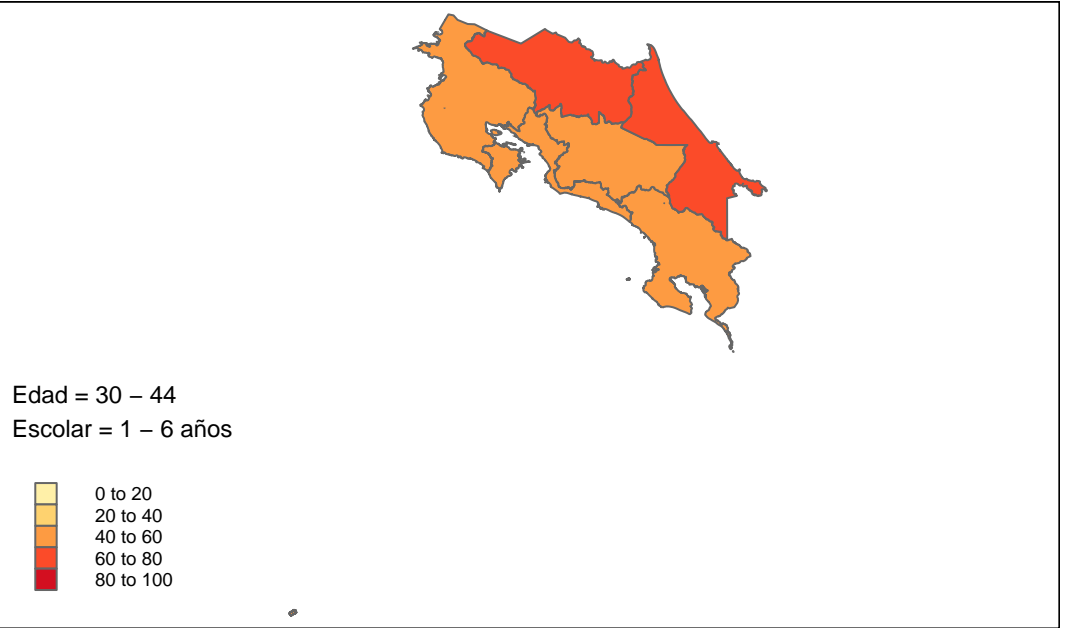 Edad = 30 − 44
Escolar = 1 − 6 años
0 to 20
20 to 40
40 to 60
60 to 80
80 to 100